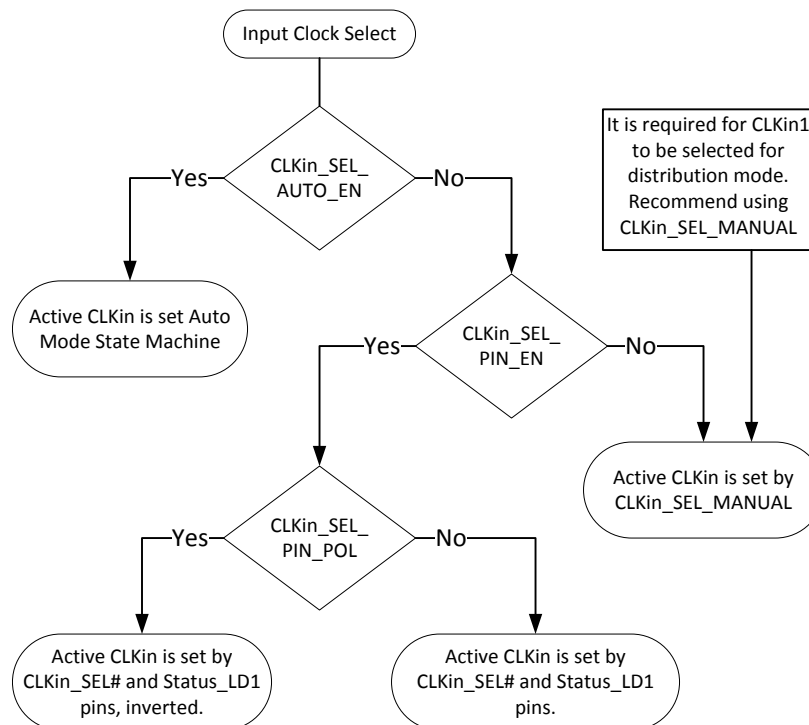 Input Clock Select
It is required for CLKin1
to be selected for
distribution mode.
Recommend using
CLKin_SEL_MANUAL
CLKin_SEL_
AUTO_EN
Yes
No
Active CLKin is set Auto
Mode State Machine
CLKin_SEL_
PIN_EN
Yes
No
Active CLKin is set by
CLKin_SEL_MANUAL
CLKin_SEL_
PIN_POL
Yes
No
Active CLKin is set by
CLKin_SEL# and Status_LD1
pins, inverted.
Active CLKin is set by
CLKin_SEL# and Status_LD1
pins.